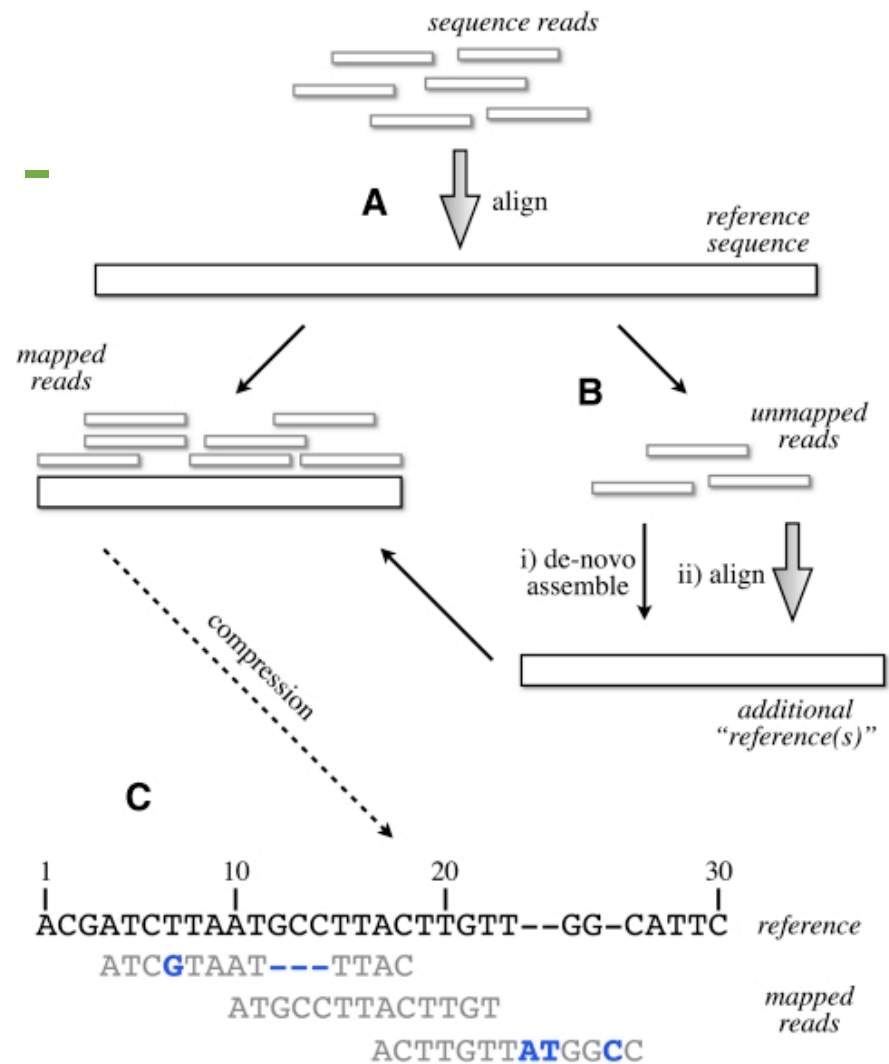 sequence reads
A
align
reference
sequence
mapped
reads
B
unmapped
reads
i) de-novo
assemble
ii) align
compression
additional
“reference(s)”
C
1 10 20 30
ACGATCTTAATGCCTTACTTGTT--GG-CATTC reference
ATCGTAAT---TTAC
ATGCCTTACTTGT
mapped
reads
ACTTGTTATGGCC